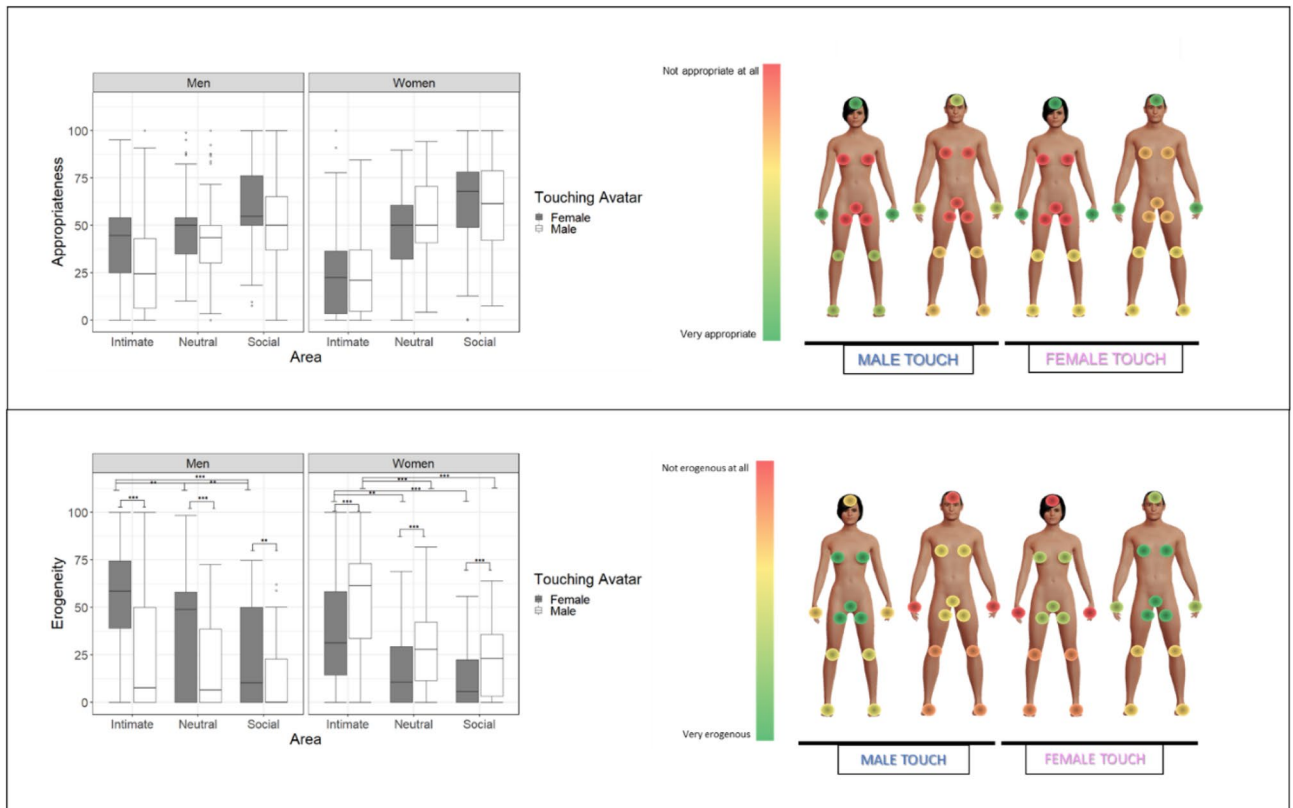 Men Women
Appropriateness
100
75
50
25
0
Intimate Neutral Social Intimate Neutral Social
Area
Touching Avatar
Female
Male
Not appropriate at all
Very appropriate
MALE TOUCH FEMALE TOUCH
Men Women
Erogeneity
*** *** 
** ** *** 
** *** 
*** *** *** *** 
** *** 
100
75
50
25
0
Intimate Neutral Social Intimate Neutral Social
Area
Touching Avatar
Female
Male
Not erogenous at all
Very erogenous
MALE TOUCH FEMALE TOUCH